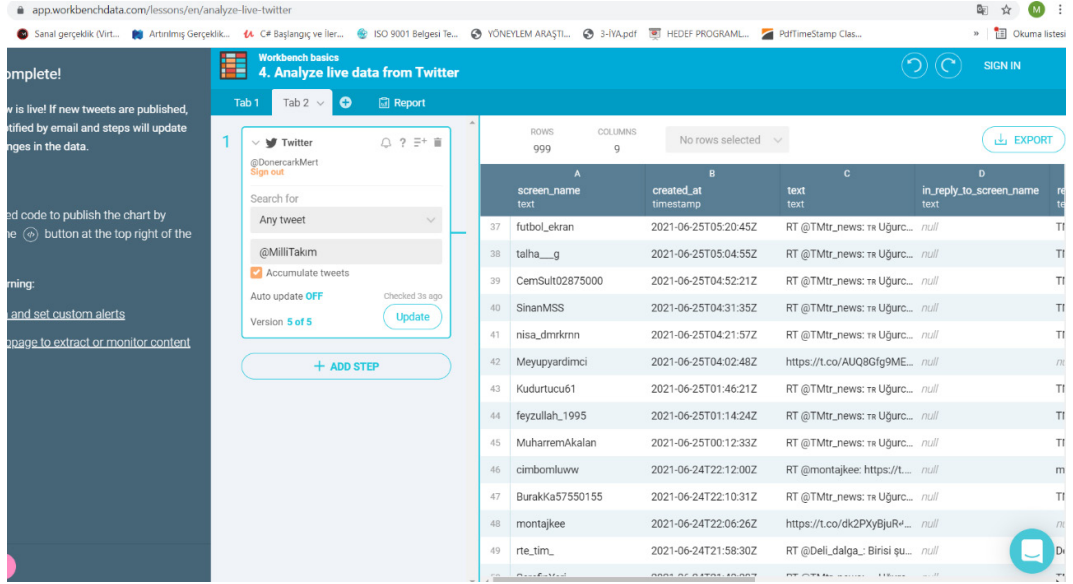 app.workbenchdata.com/lessons/en/analyze-live-twitter
M
Sanal gerçeklik (Virt...
Artırılmış Gerçeklik...
C# Başlangıç ve İler...
ISO 9001 Belgesi Te...
YÖNEYLEM ARAŞTI...
3-İYA.pdf
HEDEF PROGRAML...
PdfTimeStamp Clas...
»
Okuma listesi
omplete!
w is live! If new tweets are published,
otified by email and steps will update
nges in the data.
ed code to publish the chart by
he button at the top right of the
rning:
and set custom alerts
bpage to extract or monitor content
Workbench basics
4. Analyze live data from Twitter
SIGN IN
Tab 1
Tab 2
Report
1
Twitter
@DonercarkMert
Sign out
Search for
Any tweet
@MilliTakım
Accumulate tweets
Auto update OFF
Checked 3s ago
Version 5 of 5
Update
+ ADD STEP
ROWS
999
COLUMNS
9
No rows selected
EXPORT
A B C D
screen_name created_at text in_reply_to_screen_name re
text timestamp text text te
37 futbol_ekran 2021-06-25T05:20:45Z RT @TMtr_news: TR Uğurc... null
38 talha___g 2021-06-25T05:04:55Z RT @TMtr_news: TR Uğurc... null
39 CemSult02875000 2021-06-25T04:52:21Z RT @TMtr_news: TR Uğurc... null
40 SinanMSS 2021-06-25T04:31:35Z RT @TMtr_news: TR Uğurc... null
41 nisa_dmrkrnn 2021-06-25T04:21:57Z RT @TMtr_news: TR Uğurc... null
42 Meyupyardimci 2021-06-25T04:02:48Z https://t.co/AUQ8Gfg9ME... null
43 Kudurtucu61 2021-06-25T01:46:21Z RT @TMtr_news: TR Uğurc... null
44 feyzullah_1995 2021-06-25T01:14:24Z RT @TMtr_news: TR Uğurc... null
45 MuharremAkalan 2021-06-25T00:12:33Z RT @TMtr_news: TR Uğurc... null
46 cimbomluww 2021-06-24T22:12:00Z RT @montajkee: https://t.... null m
47 BurakKa57550155 2021-06-24T22:10:31Z RT @TMtr_news: TR Uğurc... null
48 montajkee 2021-06-24T22:06:26Z https://t.co/dk2PXyBjuR↵... null
49 rte_tim_ 2021-06-24T21:58:30Z RT @Deli_dalga_: Birisi şu... null